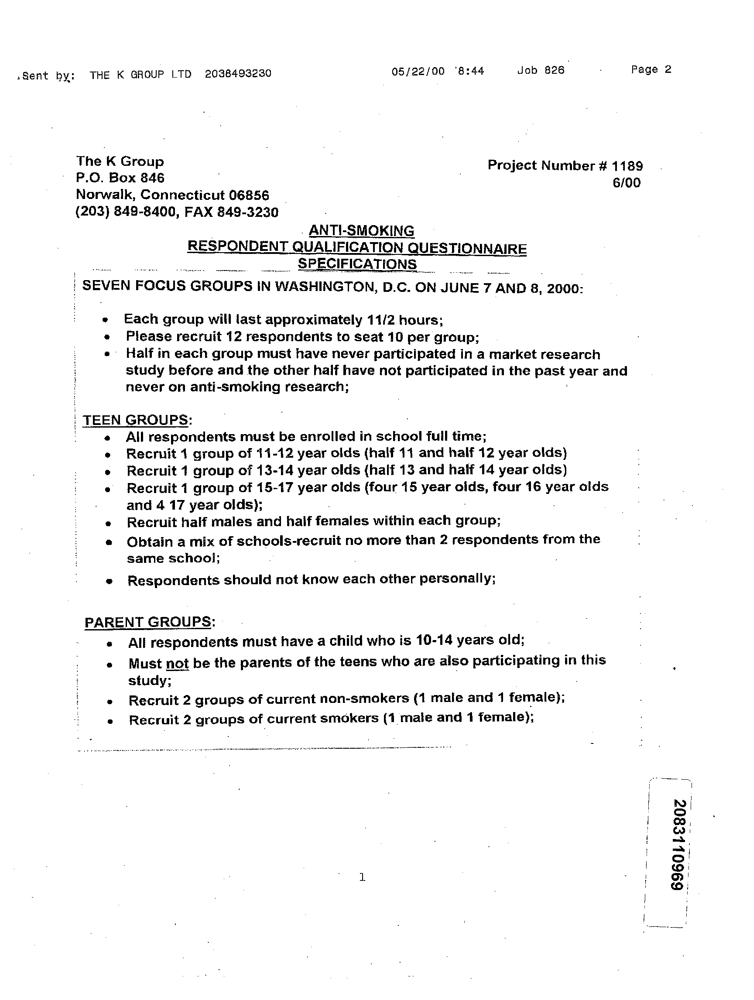 Sent by: THE K GROUP LTD 2038493230 05/22/00 8:44 Job 826 Page 2
The K Group Project Number # 1189
P.O. Box 846 6/00
Norwalk, Connecticut 06856
(203) 849-8400, FAX 849-3230
ANTI-SMOKING
RESPONDENT QUALIFICATION QUESTIONNAIRE
SPECIFICATIONS
SEVEN FOCUS GROUPS IN WASHINGTON, D.C. ON JUNE 7 AND 8, 2000:
• Each group will last approximately 11/2 hours;
• Please recruit 12 respondents to seat 10 per group;
• Half in each group must have never participated in a market research
study before and the other half have not participated in the past year and
never on anti-smoking research;
TEEN GROUPS:
• All respondents must be enrolled in school full time;
• Recruit 1 group of 11-12 year olds (half 11 and half 12 year olds)
• Recruit 1 group of 13-14 year olds (half 13 and half 14 year olds)
• Recruit 1 group of 15-17 year olds (four 15 year olds, four 16 year olds
and 4 17 year olds);
• Recruit half males and half females within each group;
• Obtain a mix of schools-recruit no more than 2 respondents from the
same school;
• Respondents should not know each other personally;
PARENT GROUPS:
• All respondents must have a child who is 10-14 years old;
• Must not be the parents of the teens who are also participating in this
study;
• Recruit 2 groups of current non-smokers (1 male and 1 female);
• Recruit 2 groups of current smokers (1 male and 1 female);
2083110969
1